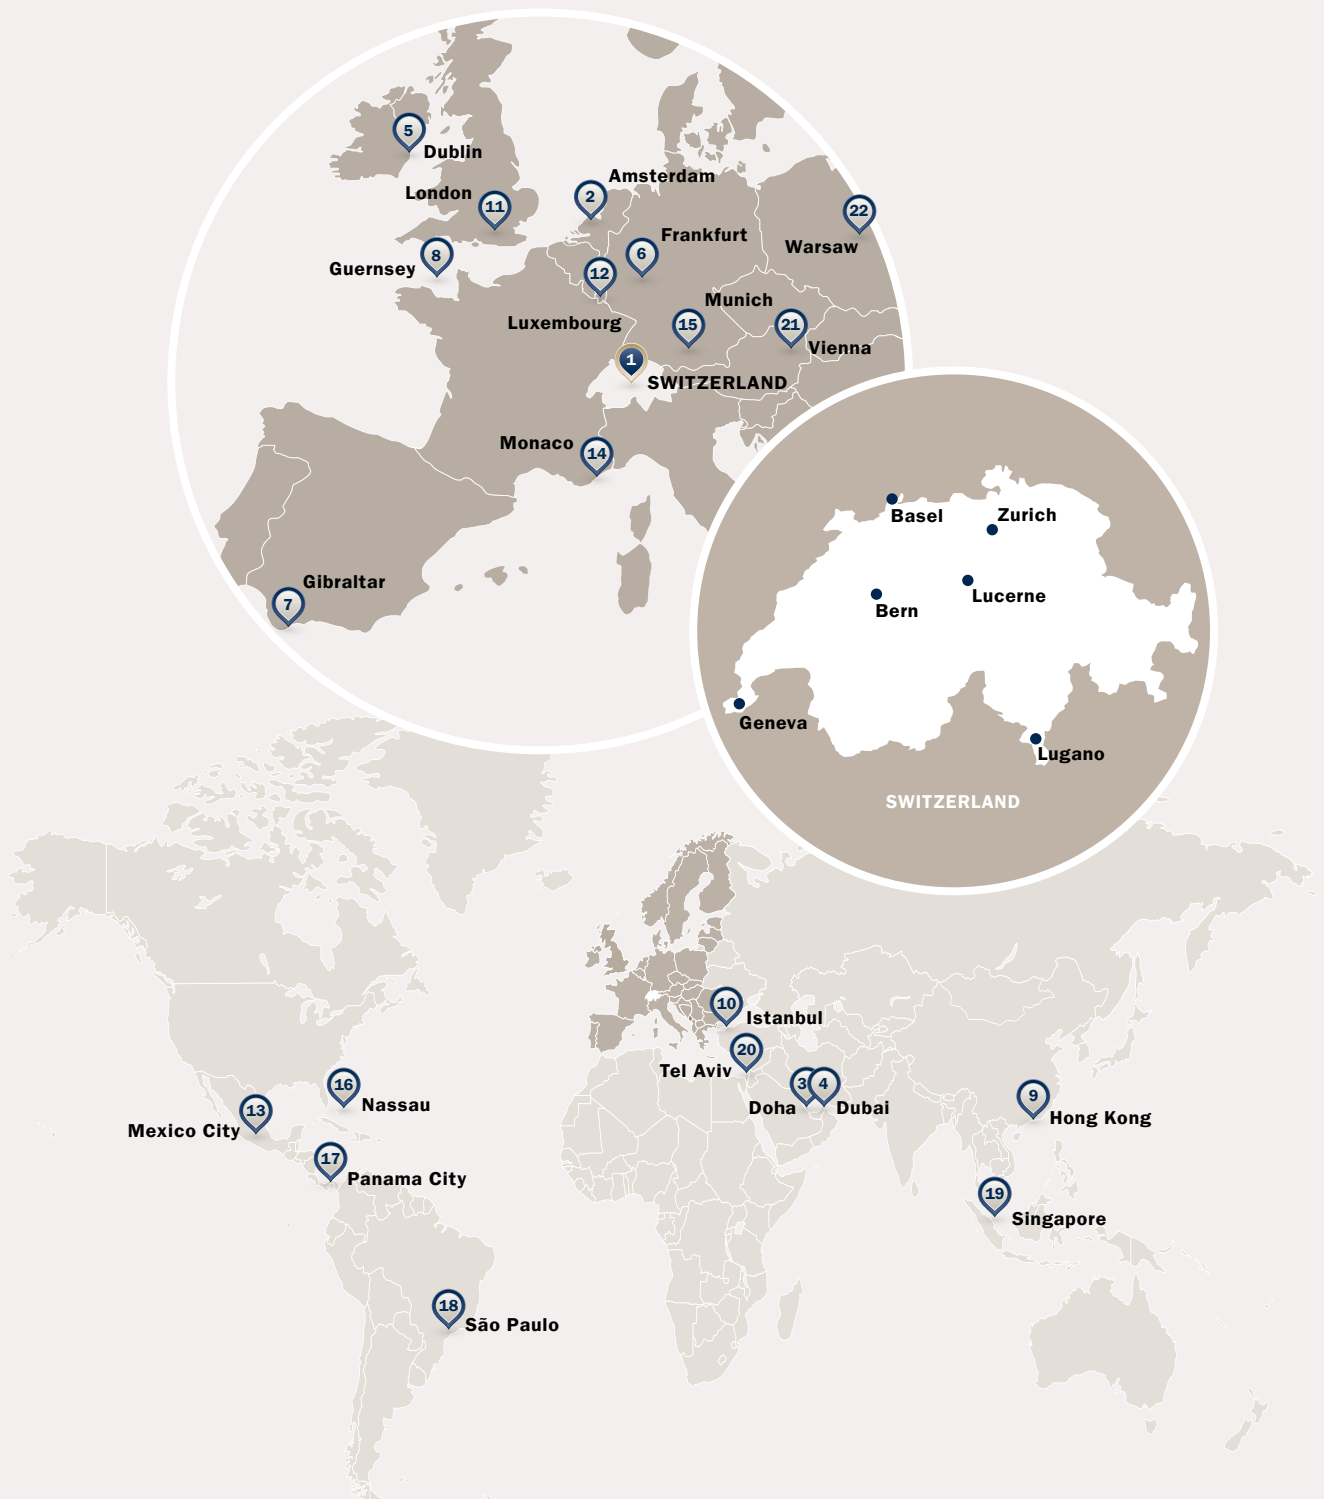 5
Dublin
Amsterdam
London
2
11
22
Frankfurt
Warsaw
8
6
Guernsey
12
Munich
Luxembourg
15
21
Vienna
1
SWITZERLAND
Monaco
14
Gibraltar
7
Basel
Zurich
Lucerne
Bern
Geneva
Lugano
SWITZERLAND
10
Istanbul
20
Tel Aviv
3
4
Doha
Dubai
16
Nassau
13
Mexico City
9
Hong Kong
17
Panama City
19
Singapore
18
São Paulo